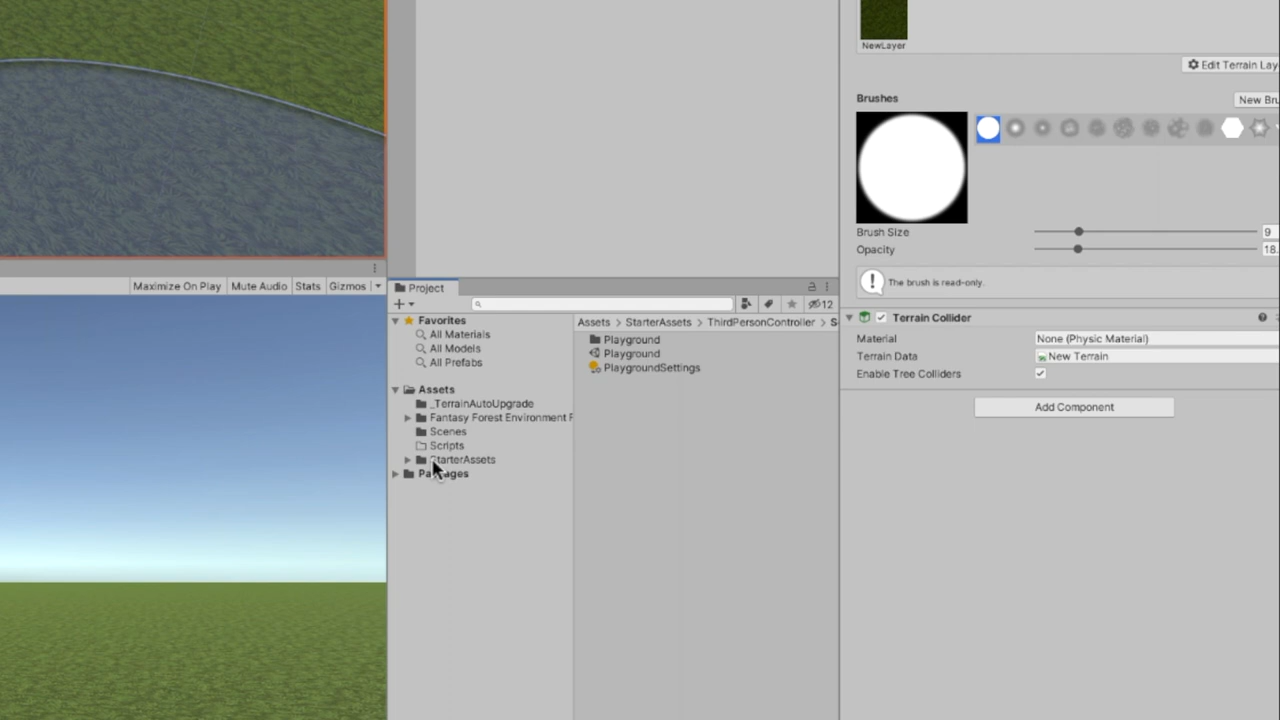 NewLayer
Edit Terrain Lay
Brushes
New Bru
Brush Size
9
Opacity
18.
The brush is read-only.
Maximize On Play
Mute Audio
Stats
Gizmos
Project
12
Favorites
All Materials
All Models
All Prefabs
Assets
_TerrainAutoUpgrade
Fantasy Forest Environment F
Scenes
Scripts
StarterAssets
Packages
Assets > StarterAssets > ThirdPersonController > S
Playground
Playground
PlaygroundSettings
Terrain Collider
Material
None (Physic Material)
Terrain Data
New Terrain
Enable Tree Colliders
Add Component